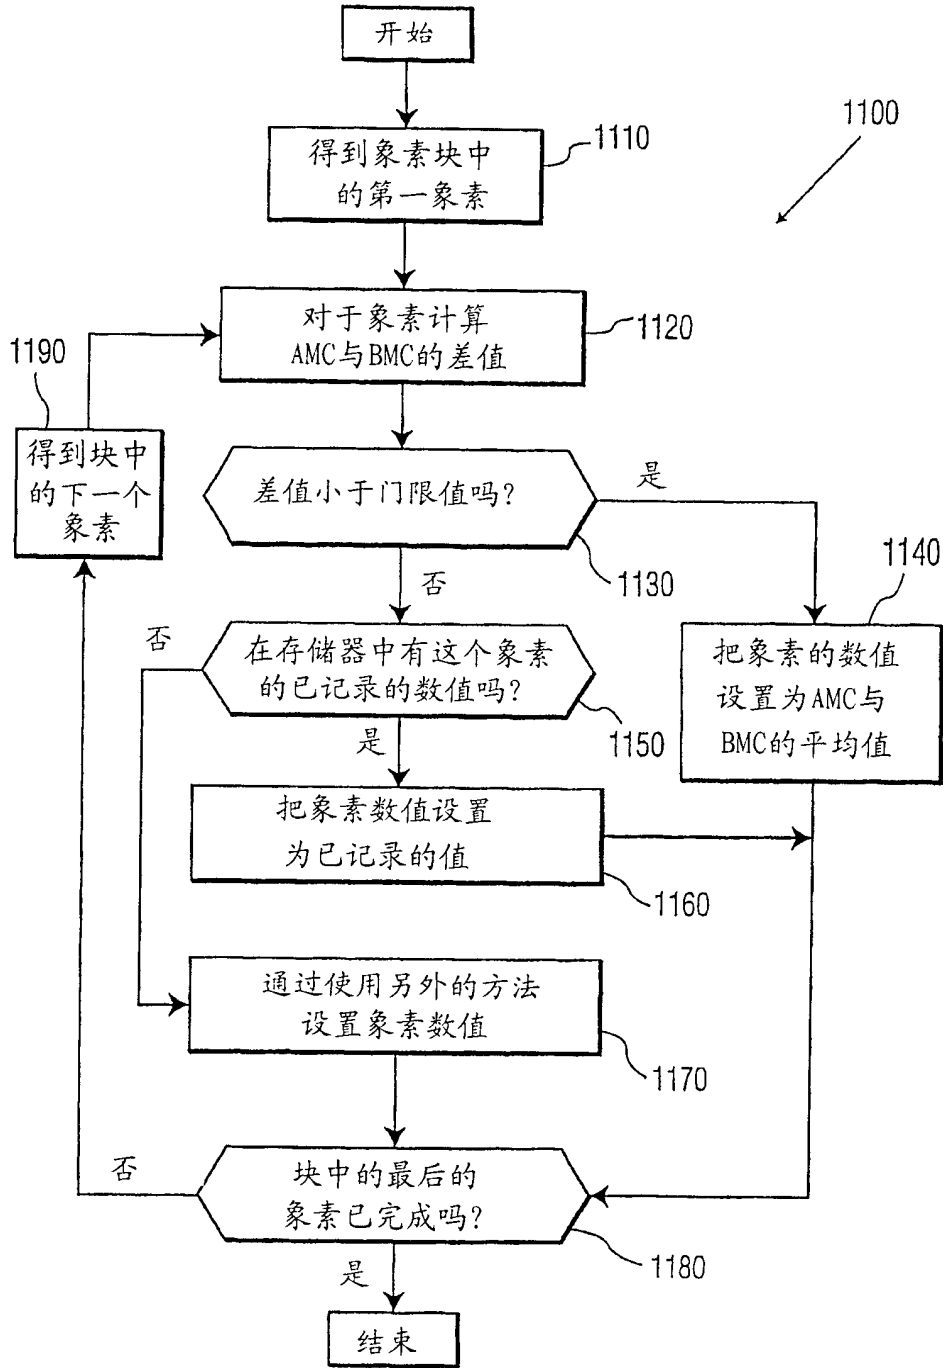 开始
1100
1110
得到象素块中
的第一象素
对于象素计算
AMC与BMC的差值
1120
1190
得到块中
的下一个
象素
差值小于门限值吗?
是
1130
否
1140
否
在存储器中有这个象素
的已记录的数值吗?
1150
是
把象素的数值
设置为AMC与
BMC的平均值
把象素数值设置
为已记录的值
1160
通过使用另外的方法
设置象素数值
1170
否
块中的最后的
象素已完成吗?
1180
是
结束